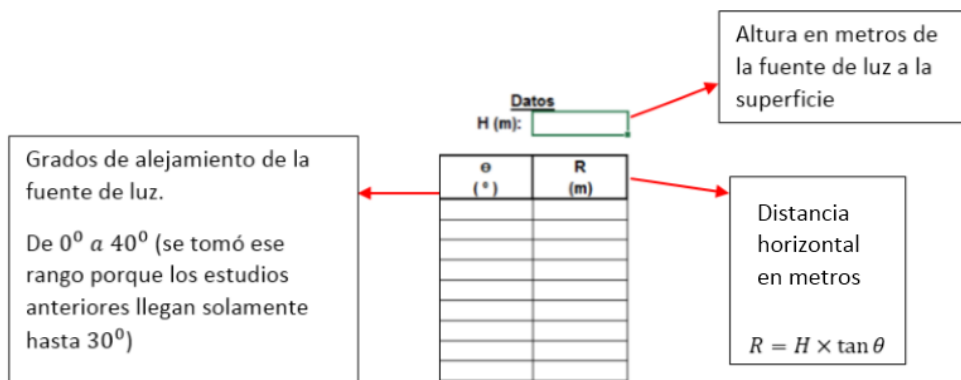 Altura en metros de
la fuente de luz a la
superficie
Datos
H (m):
Grados de alejamiento de la
fuente de luz.
De 0⁰ a 40⁰ (se tomó ese
rango porque los estudios
anteriores llegan solamente
hasta 30⁰)
ɵ R
( ° ) (m)
Distancia
horizontal
en metros
R = H × tan θ